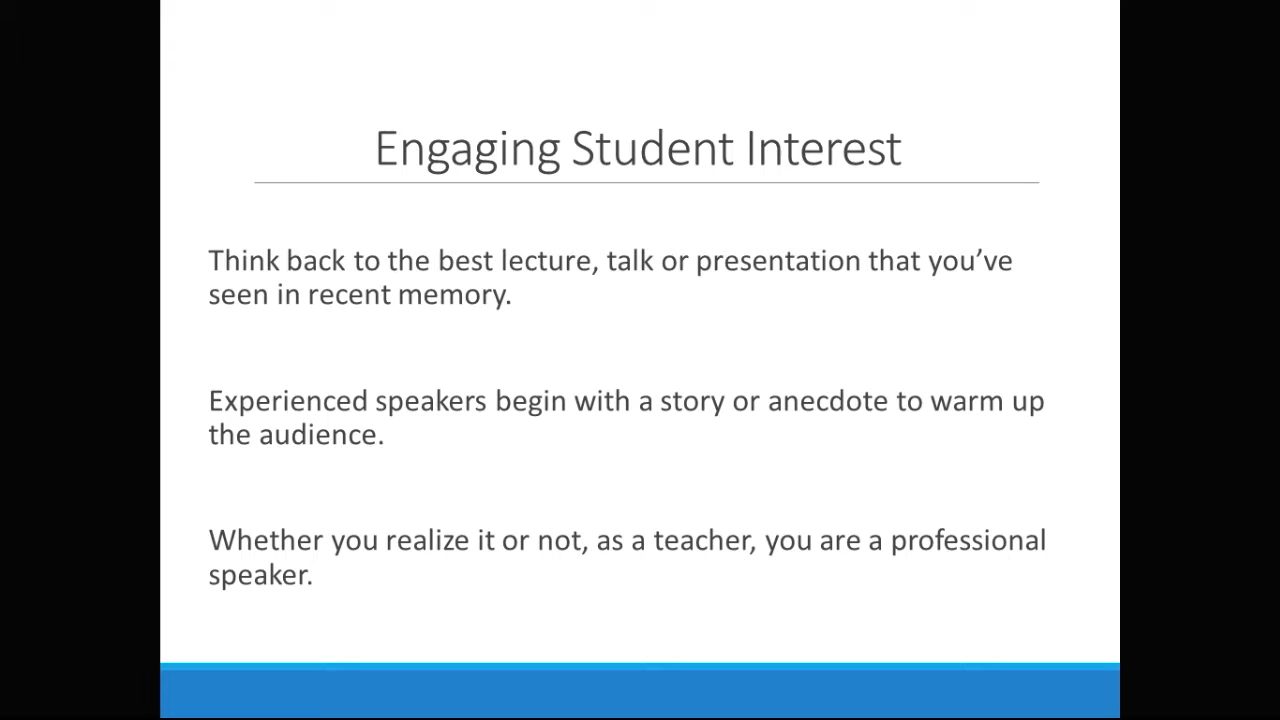 Engaging Student Interest
Think back to the best lecture, talk or presentation that you’ve
seen in recent memory.
Experienced speakers begin with a story or anecdote to warm up
the audience.
Whether you realize it or not, as a teacher, you are a professional
speaker.